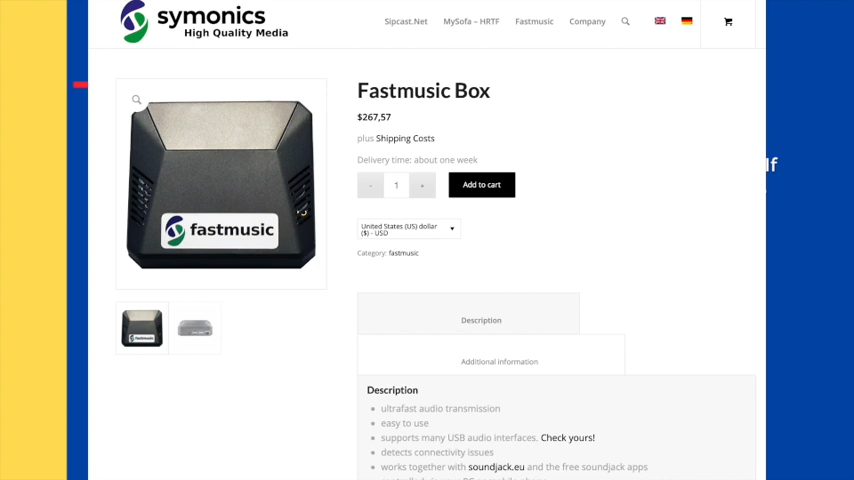 symonics
High Quality Media
Sipcast.Net MySofa – HRTF Fastmusic Company
Fastmusic Box
$267,57
plus Shipping Costs
Delivery time: about one week
- 1 + Add to cart
United States (US) dollar
($) - USD
Category: fastmusic
fastmusic
fastmusic
Description
Additional information
Description
ultrafast audio transmission
easy to use
supports many USB audio interfaces. Check yours!
detects connectivity issues
works together with soundjack.eu and the free soundjack apps